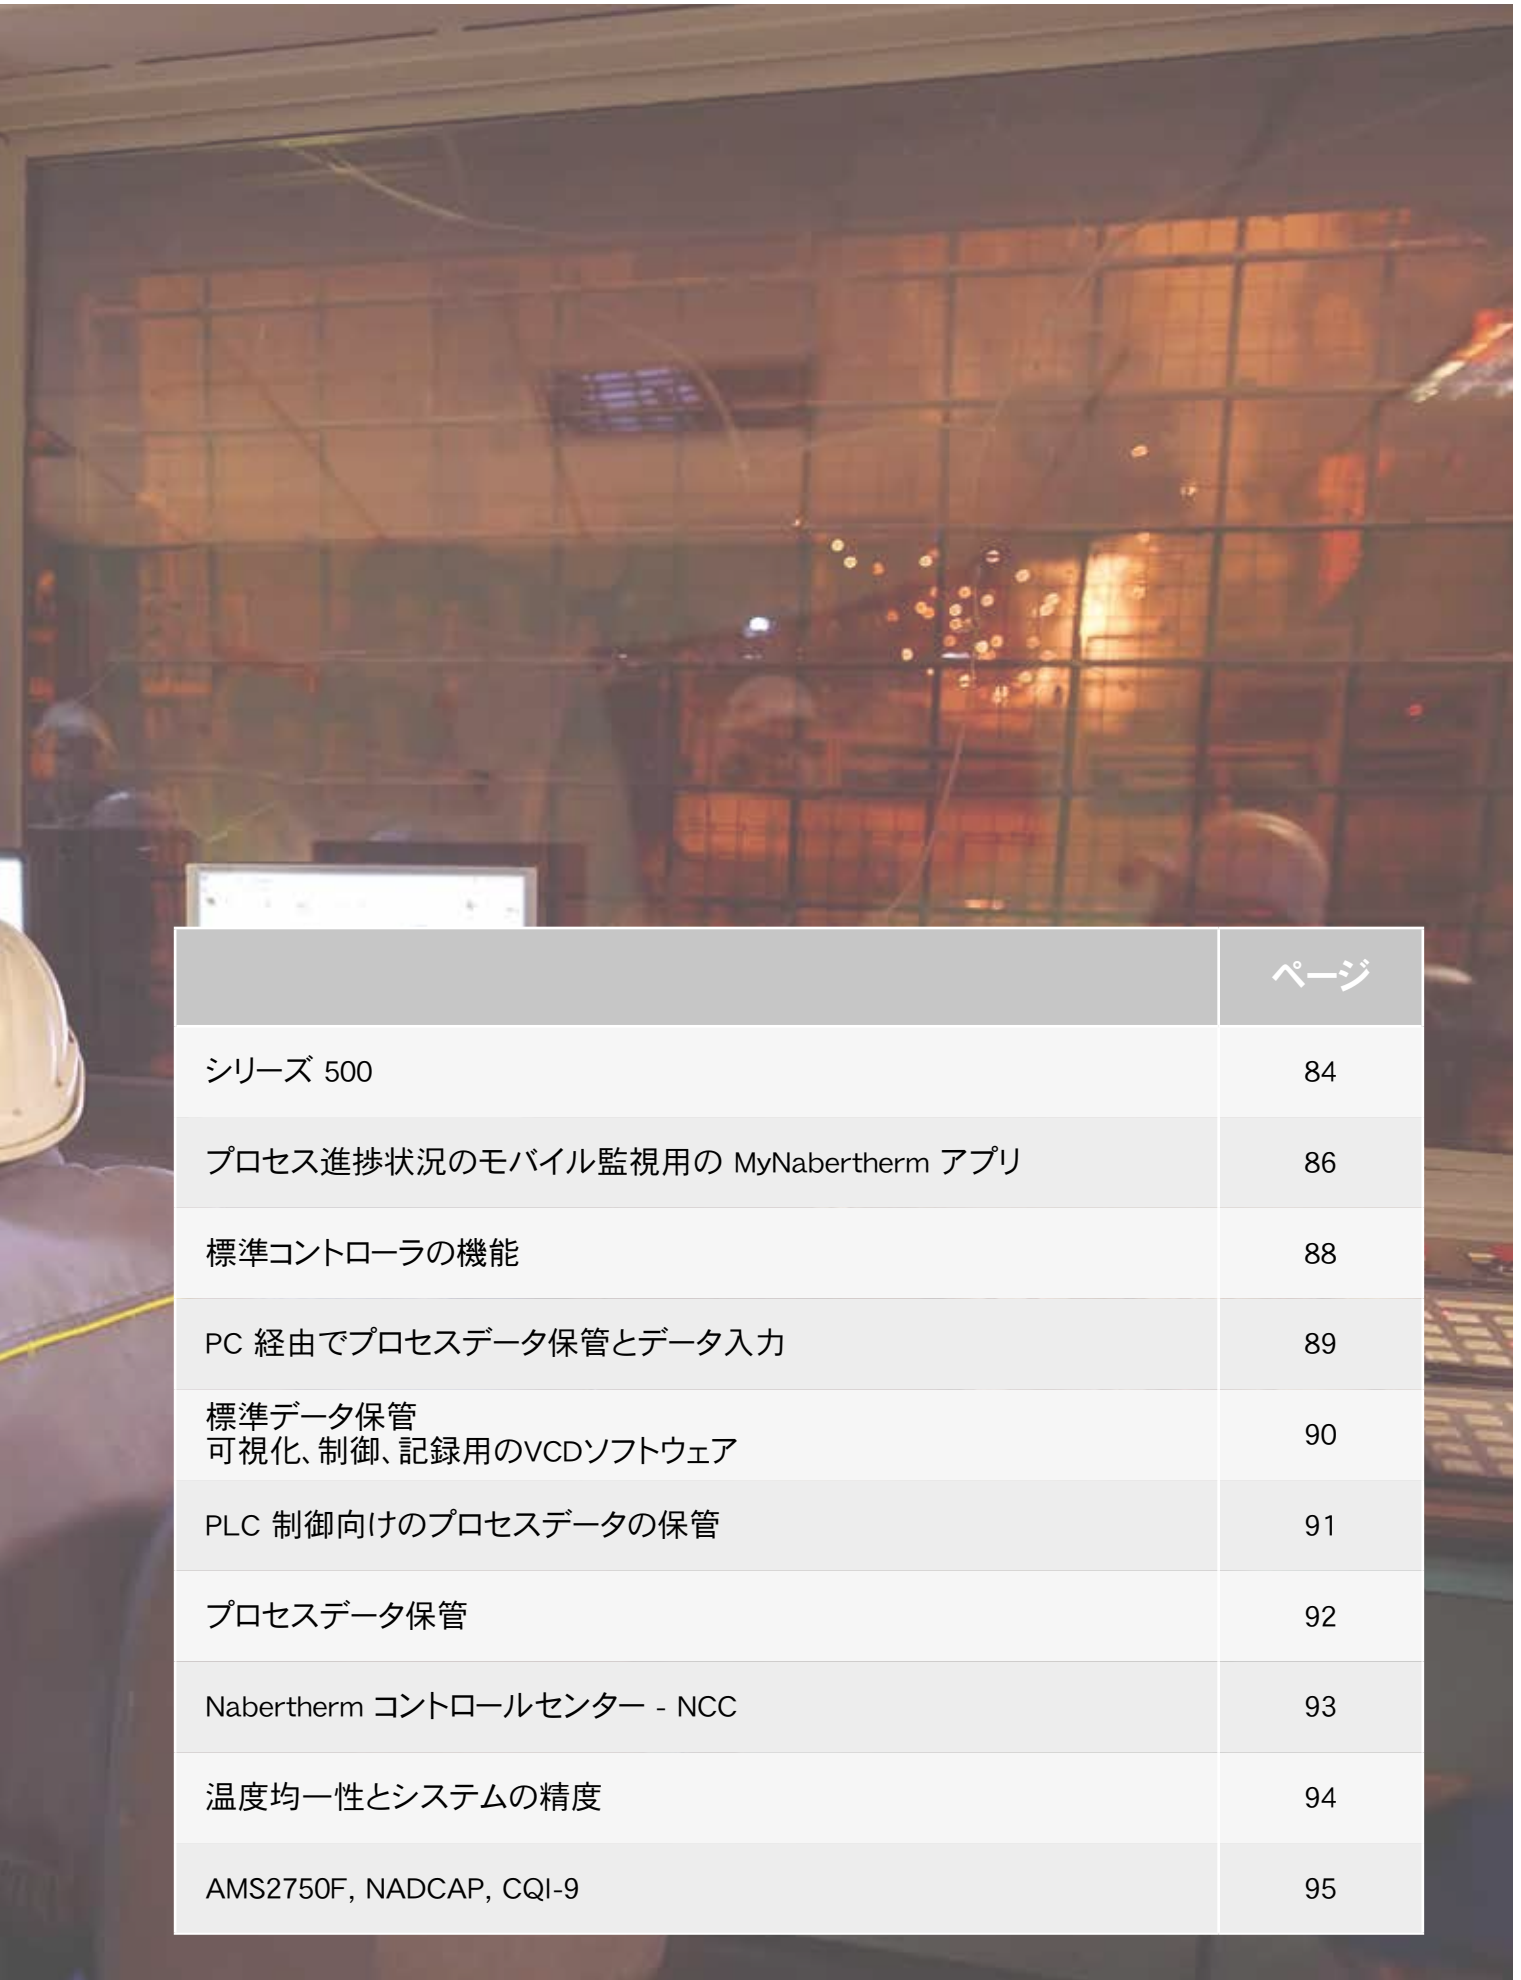 ページ
シリーズ 500
84
プロセス進捗状況のモバイル監視用の MyNabertherm アプリ
86
標準コントローラの機能
88
PC 経由でプロセスデータ保管とデータ入力
89
標準データ保管
可視化、制御、記録用のVCDソフトウェア
90
PLC 制御向けのプロセスデータの保管
91
プロセスデータ保管
92
Nabertherm コントロールセンター - NCC
93
温度均一性とシステムの精度
94
AMS2750F, NADCAP, CQI-9
95